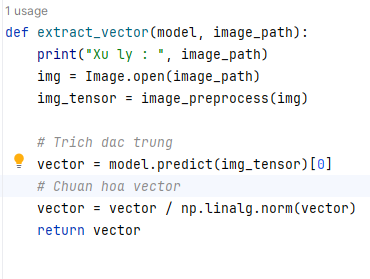 1 usage
def extract_vector(model, image_path):
    print("Xu ly : ", image_path)
    img = Image.open(image_path)
    img_tensor = image_preprocess(img)

    # Trich dac trung
    vector = model.predict(img_tensor)[0]
    # Chuan hoa vector
    vector = vector / np.linalg.norm(vector)
    return vector